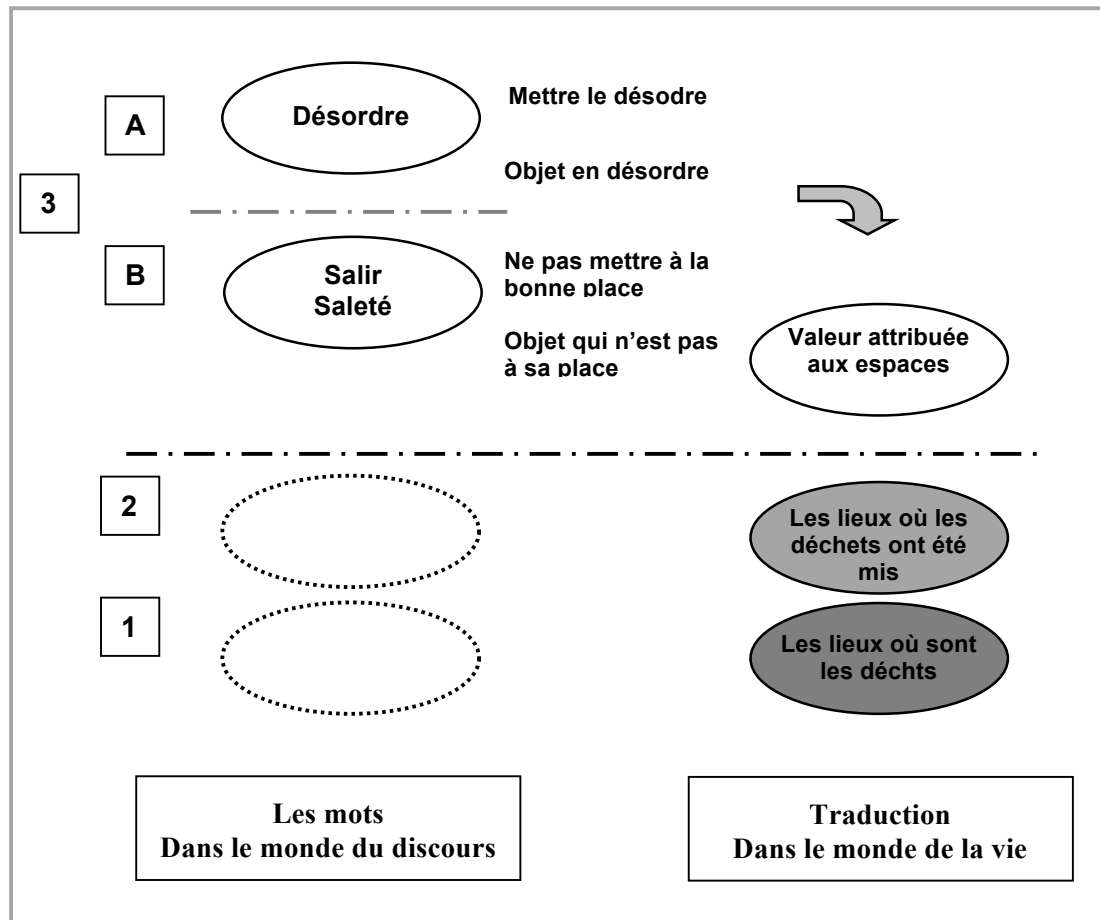 A
Désordre
Mettre le désodre
Objet en désordre
3
B
Salir
Saleté
Ne pas mettre à la
bonne place
Objet qui n’est pas
à sa place
Valeur attribuée
aux espaces
2
Les lieux où les
déchets ont été
mis
1
Les lieux où sont
les déchts
Les mots
Dans le monde du discours
Traduction
Dans le monde de la vie